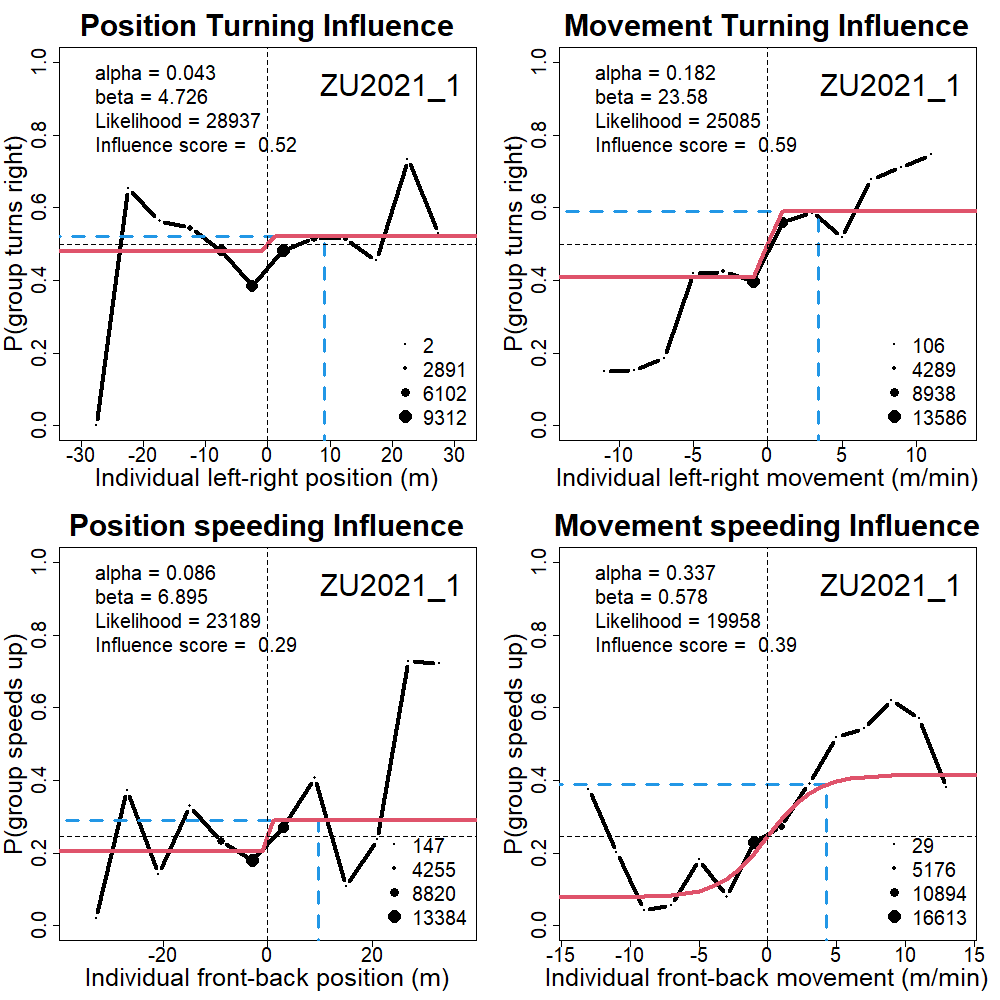 Position Turning Influence
alpha = 0.043
beta = 4.726
Likelihood = 28937
Influence score =  0.52
ZU2021_1
P(group turns right)
0.0
0.2
0.4
0.6
0.8
1.0
2
2891
6102
9312
-30
-20
-10
0
10
20
30
Individual left-right position (m)
Movement Turning Influence
alpha = 0.182
beta = 23.58
Likelihood = 25085
Influence score =  0.59
ZU2021_1
P(group turns right)
0.0
0.2
0.4
0.6
0.8
1.0
106
4289
8938
13586
-10
-5
0
5
10
Individual left-right movement (m/min)
Position speeding Influence
alpha = 0.086
beta = 6.895
Likelihood = 23189
Influence score =  0.29
ZU2021_1
P(group speeds up)
0.0
0.2
0.4
0.6
0.8
1.0
147
4255
8820
13384
-20
0
20
Individual front-back position (m)
Movement speeding Influence
alpha = 0.337
beta = 0.578
Likelihood = 19958
Influence score =  0.39
ZU2021_1
P(group speeds up)
0.0
0.2
0.4
0.6
0.8
1.0
29
5176
10894
16613
-15
-10
-5
0
5
10
15
Individual front-back movement (m/min)